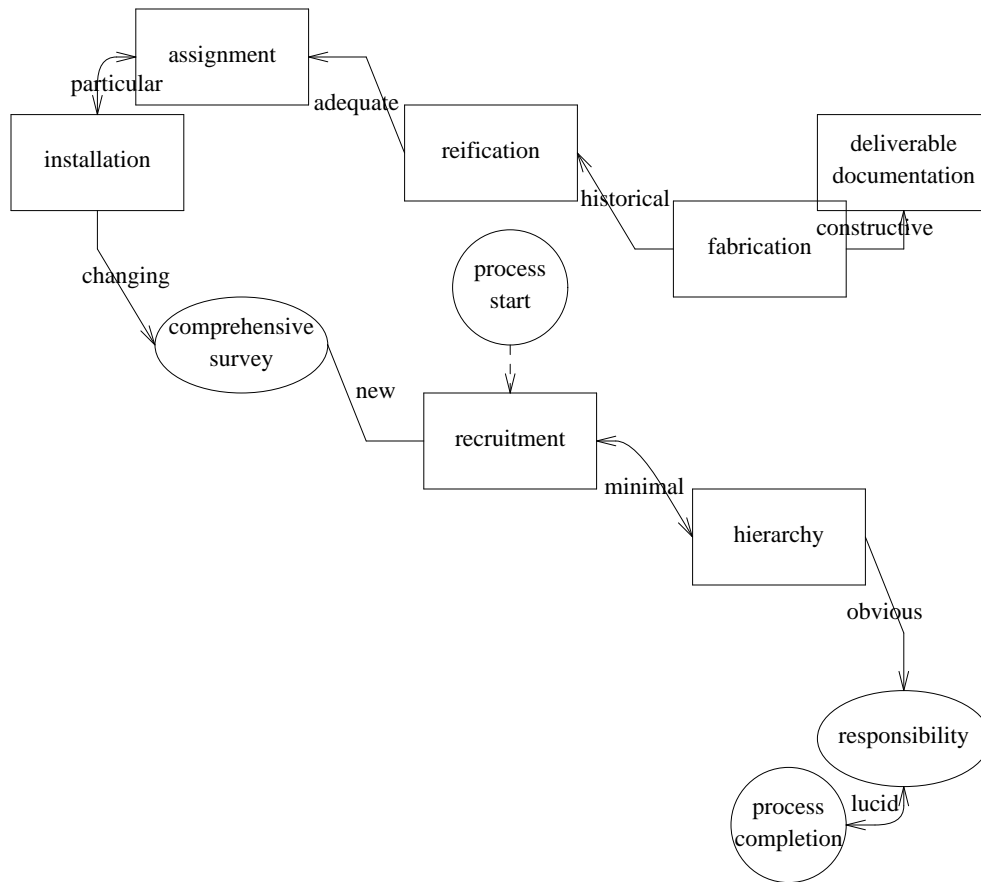 assignment
particular
adequate
installation
reification
deliverable
documentation
historical
constructive
fabrication
changing
process
start
comprehensive
survey
new
recruitment
minimal
hierarchy
obvious
responsibility
lucid
process
completion